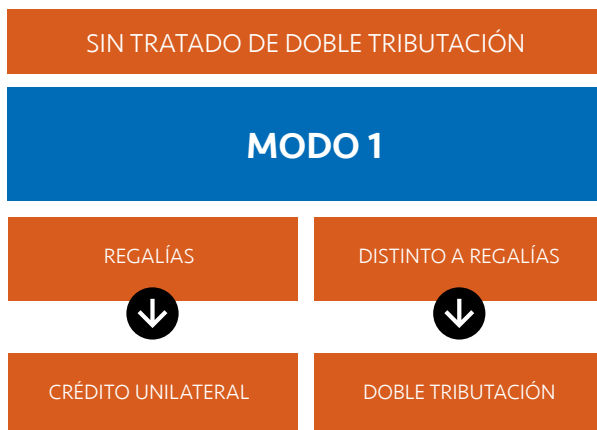 SIN TRATADO DE DOBLE TRIBUTACIÓN
MODO 1
REGALÍAS
DISTINTO A REGALÍAS
CRÉDITO UNILATERAL
DOBLE TRIBUTACIÓN